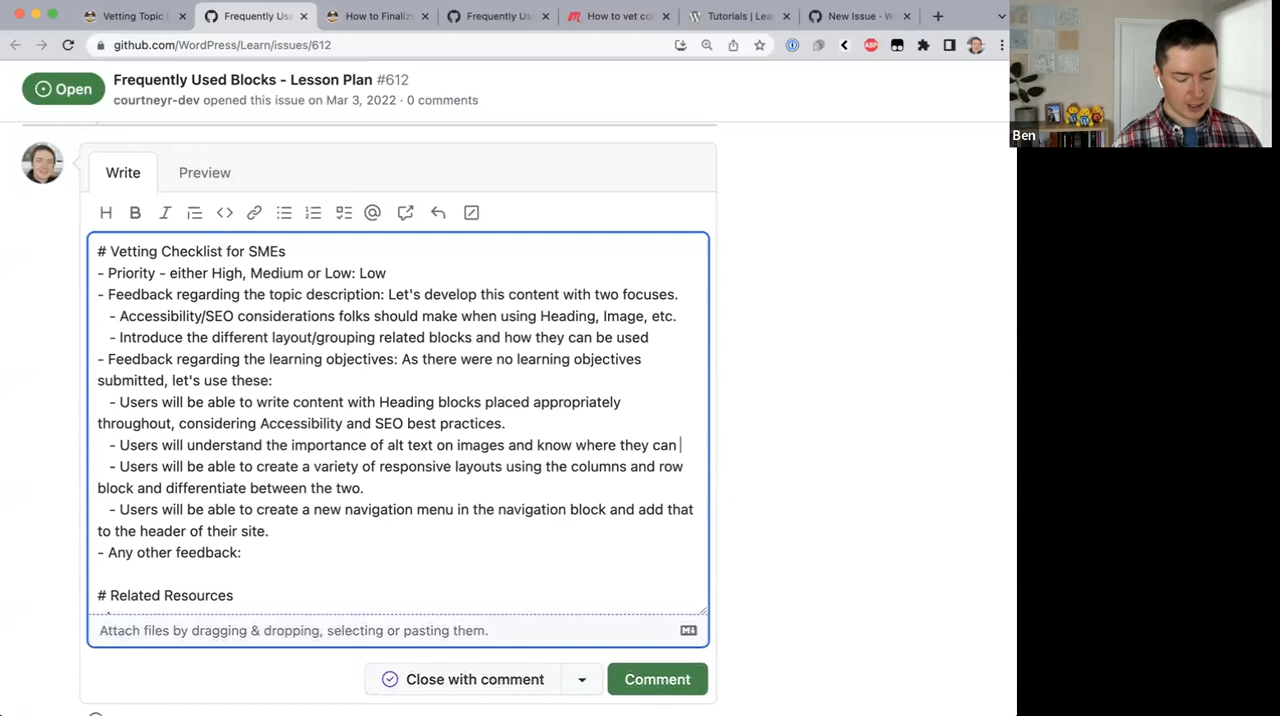 Vetting Topic
Frequently Use
How to Finaliz
Frequently Us
How to vet co
Tutorials | Lea
New Issue · W
github.com/WordPress/Learn/issues/612
ABP
Open
Frequently Used Blocks - Lesson Plan #612
courtneyr-dev opened this issue on Mar 3, 2022 · 0 comments
Ben
Write
Preview
# Vetting Checklist for SMEs
- Priority - either High, Medium or Low: Low
- Feedback regarding the topic description: Let's develop this content with two focuses.
- Accessibility/SEO considerations folks should make when using Heading, Image, etc.
- Introduce the different layout/grouping related blocks and how they can be used
- Feedback regarding the learning objectives: As there were no learning objectives
submitted, let's use these:
- Users will be able to write content with Heading blocks placed appropriately
throughout, considering Accessibility and SEO best practices.
- Users will understand the importance of alt text on images and know where they can
- Users will be able to create a variety of responsive layouts using the columns and row
block and differentiate between the two.
- Users will be able to create a new navigation menu in the navigation block and add that
to the header of their site.
- Any other feedback:
# Related Resources
Attach files by dragging & dropping, selecting or pasting them.
Close with comment
Comment